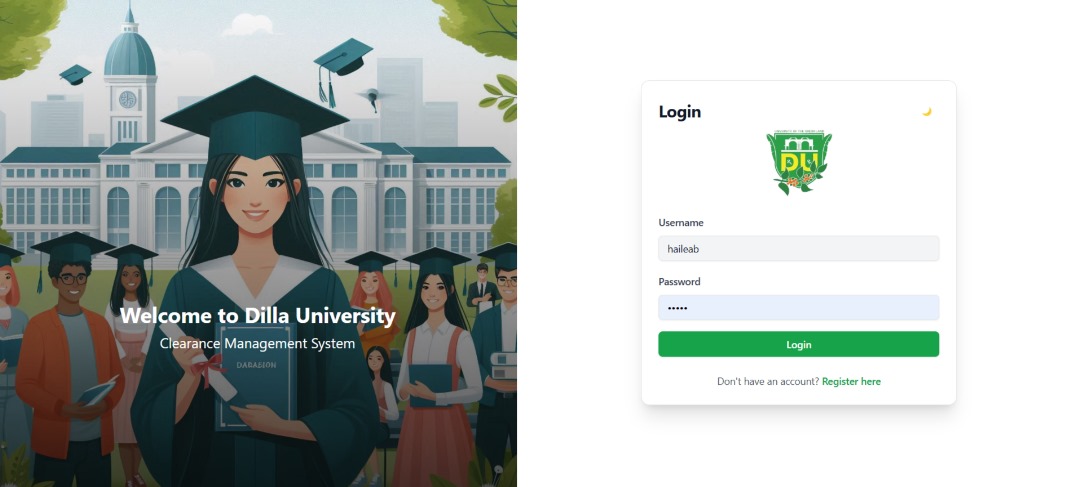 Welcome to Dilla University
Clearance Management System
Login
DU
Username
haileab
Password
•••••
Login
Don't have an account? Register here